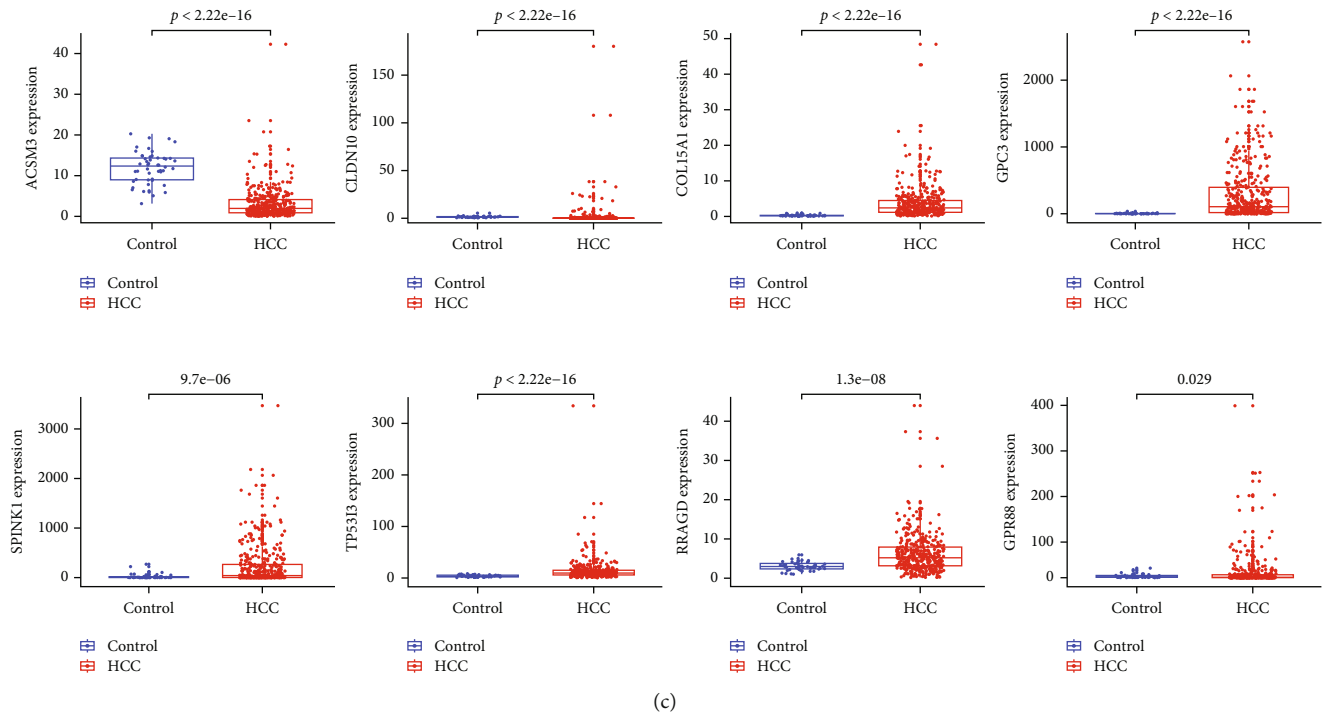 p < 2.22e−16
ACSM3 expression
40
30
20
10
0
Control
HCC
Control
HCC
p < 2.22e−16
CLDN10 expression
150
100
50
0
Control
HCC
Control
HCC
p < 2.22e−16
COL15A1 expression
50
40
30
20
10
0
Control
HCC
Control
HCC
p < 2.22e−16
GPC3 expression
2000
1000
0
Control
HCC
Control
HCC
9.7e−06
SPINK1 expression
3000
2000
1000
0
Control
HCC
Control
HCC
p < 2.22e−16
TP53I3 expression
300
200
100
0
Control
HCC
Control
HCC
1.3e−08
RRAGD expression
40
30
20
10
0
Control
HCC
Control
HCC
0.029
GPR88 expression
400
300
200
100
0
Control
HCC
Control
HCC
(c)